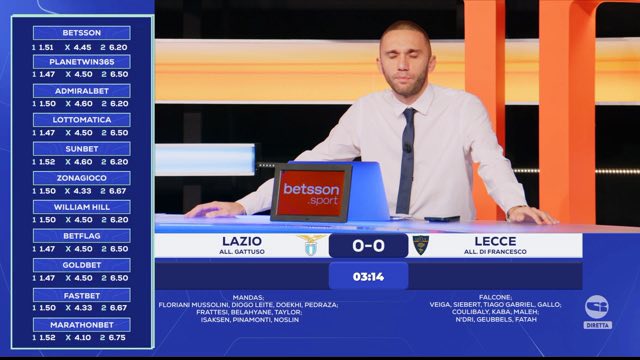 BETSSON
1 1.51 X 4.45 2 6.20
PLANETWIN365
1 1.47 X 4.50 2 6.50
ADMIRALBET
1 1.50 X 4.60 2 6.20
LOTTOMATICA
1 1.47 X 4.50 2 6.50
SUNBET
1 1.52 X 4.60 2 6.20
ZONAGIOCO
1 1.50 X 4.33 2 6.67
WILLIAM HILL
1 1.50 X 4.50 2 6.20
BETFLAG
1 1.47 X 4.50 2 6.50
GOLDBET
1 1.47 X 4.50 2 6.50
FASTBET
1 1.50 X 4.33 2 6.67
MARATHONBET
1 1.52 X 4.10 2 6.75
betsson
.sport
LAZIO
ALL. GATTUSO
0-0
LECCE
ALL. DI FRANCESCO
03:14
MANDAS;
FLORIANI MUSSOLINI, DIOGO LEITE, DOEKHI, PEDRAZA;
FRATTESI, BELAHYANE, TAYLOR;
ISAKSEN, PINAMONTI, NOSLIN
FALCONE;
VEIGA, SIEBERT, TIAGO GABRIEL, GALLO;
COULIBALY, KABA, MALEH;
N'DRI, GEUBBELS, FATAH
DIRETTA